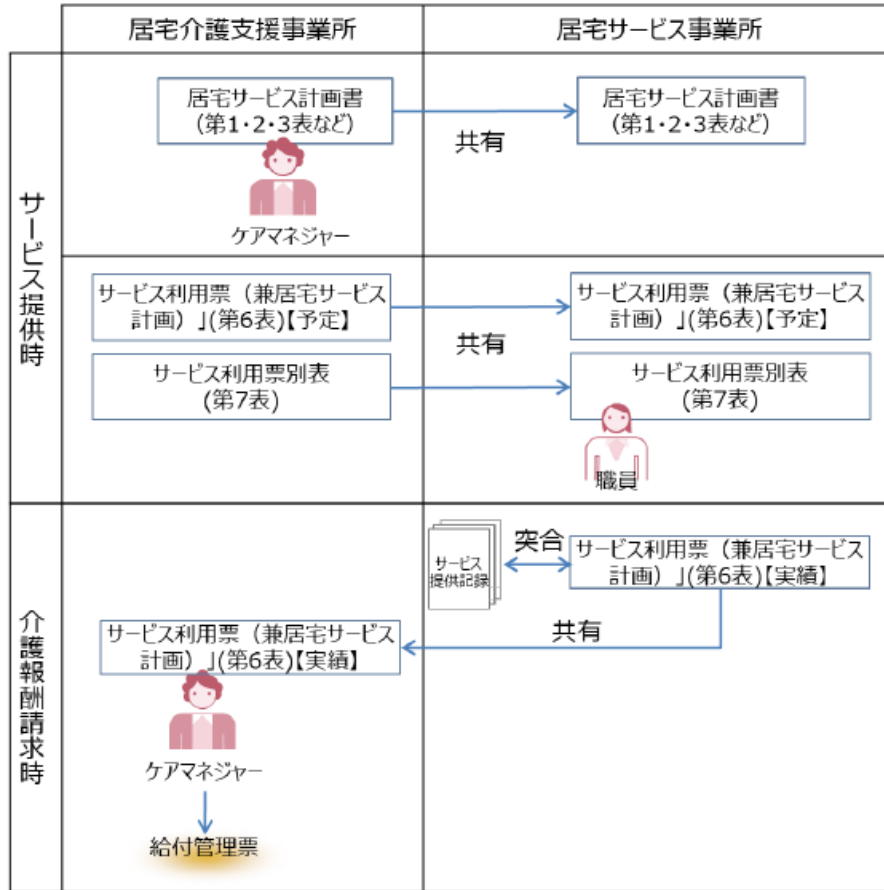 居宅介護支援事業所
居宅サービス事業所
サービス提供時
居宅サービス計画書
(第1・2・3表など)
共有
居宅サービス計画書
(第1・2・3表など)
ケアマネジャー
サービス利用票（兼居宅サービス
計画）」(第6表)【予定】
共有
サービス利用票（兼居宅サービス
計画）」(第6表)【予定】
サービス利用票別表
(第7表)
サービス利用票別表
(第7表)
職員
介護報酬請求時
サービス
提供記録
突合
サービス利用票（兼居宅サービス
計画）」(第6表)【実績】
共有
サービス利用票（兼居宅サービス
計画）」(第6表)【実績】
ケアマネジャー
給付管理票